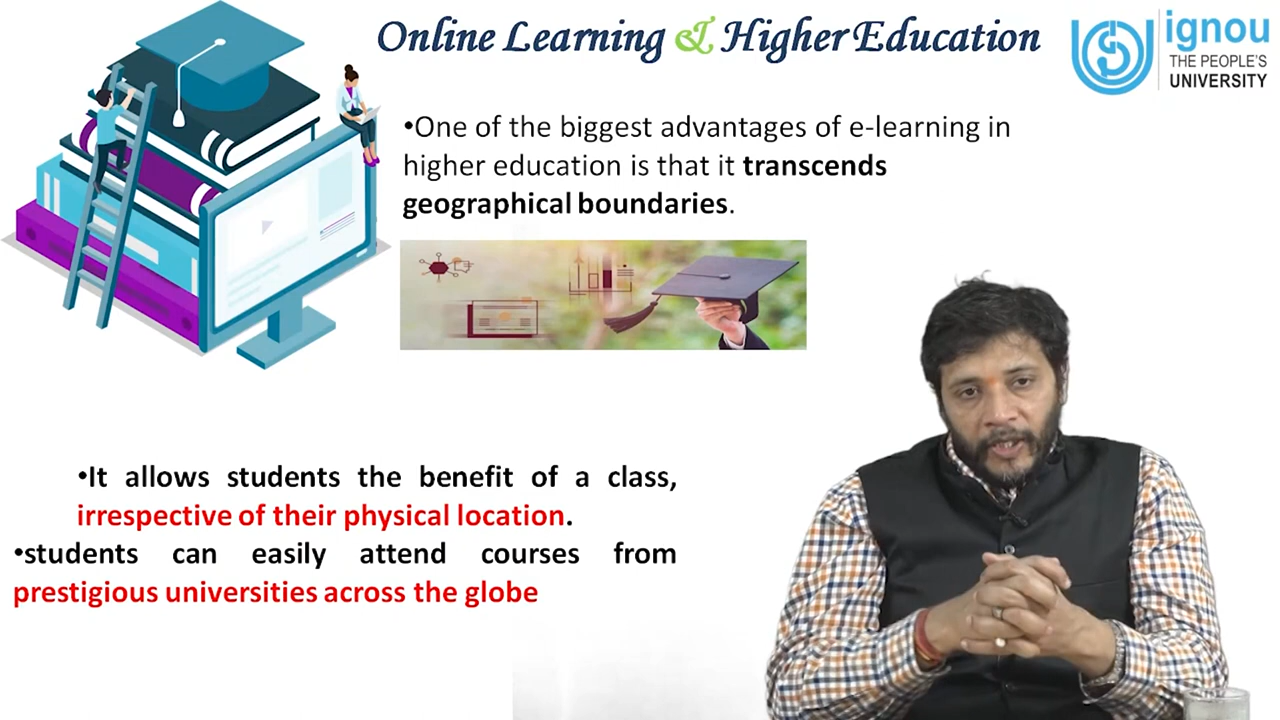 Online Learning & Higher Education
ignou
THE PEOPLE'S
UNIVERSITY
•One of the biggest advantages of e-learning in
higher education is that it transcends
geographical boundaries.
•It allows students the benefit of a class,
irrespective of their physical location.
•students can easily attend courses from
prestigious universities across the globe